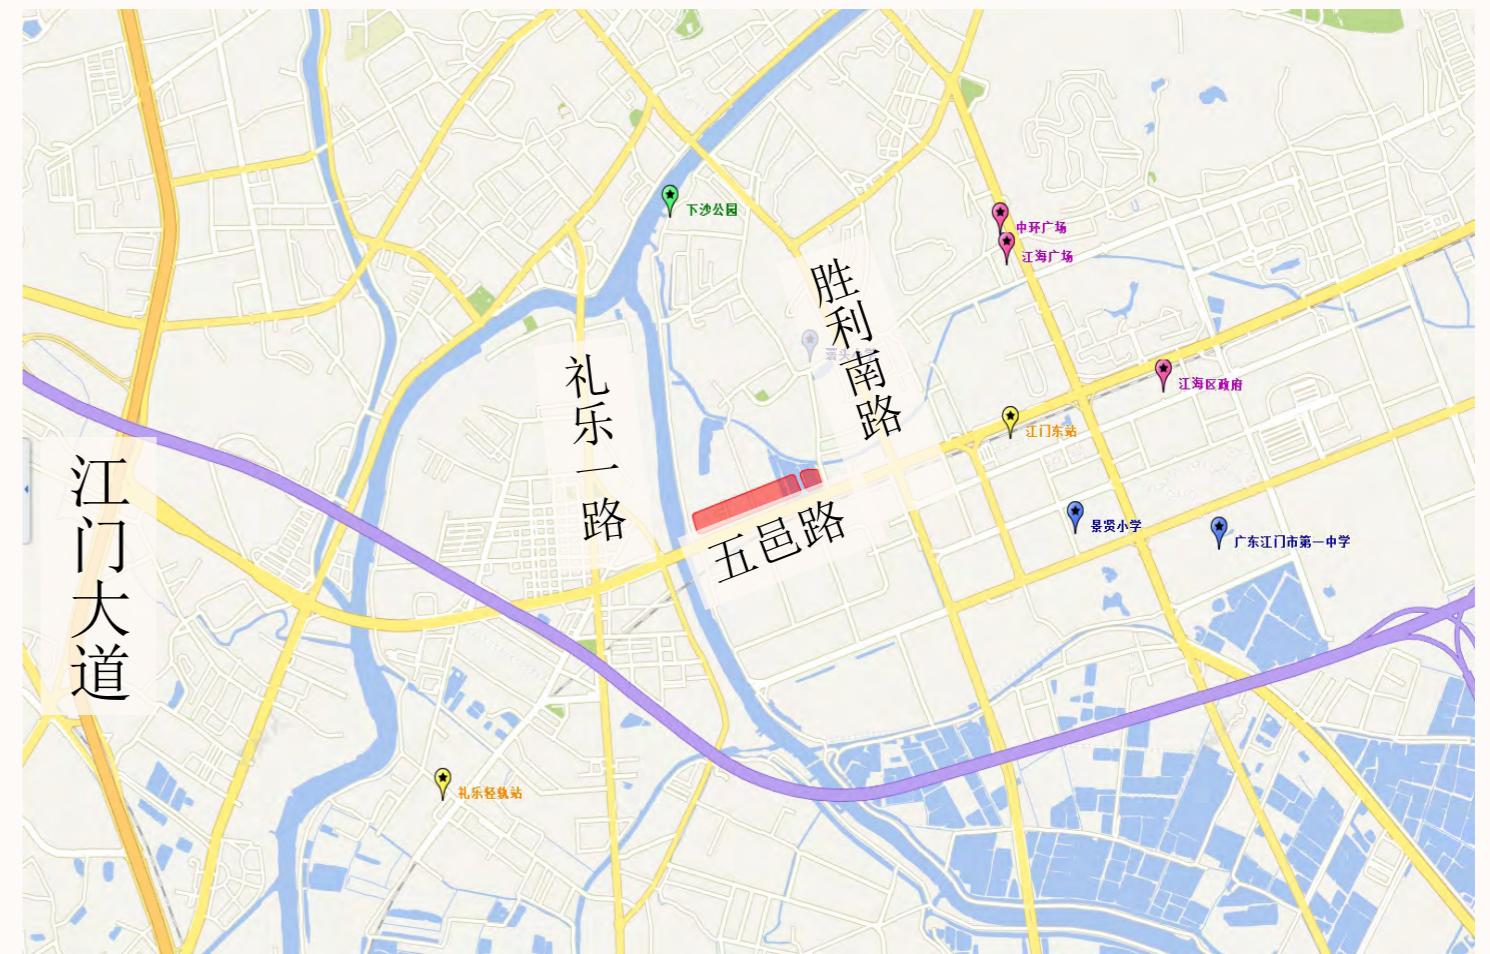 下沙公园
中环广场
江海广场
胜利南路
礼乐一路
江海区政府
江门东站
江门大道
五邑路
景贤小学
广东江门市第一中学
礼乐轻轨站